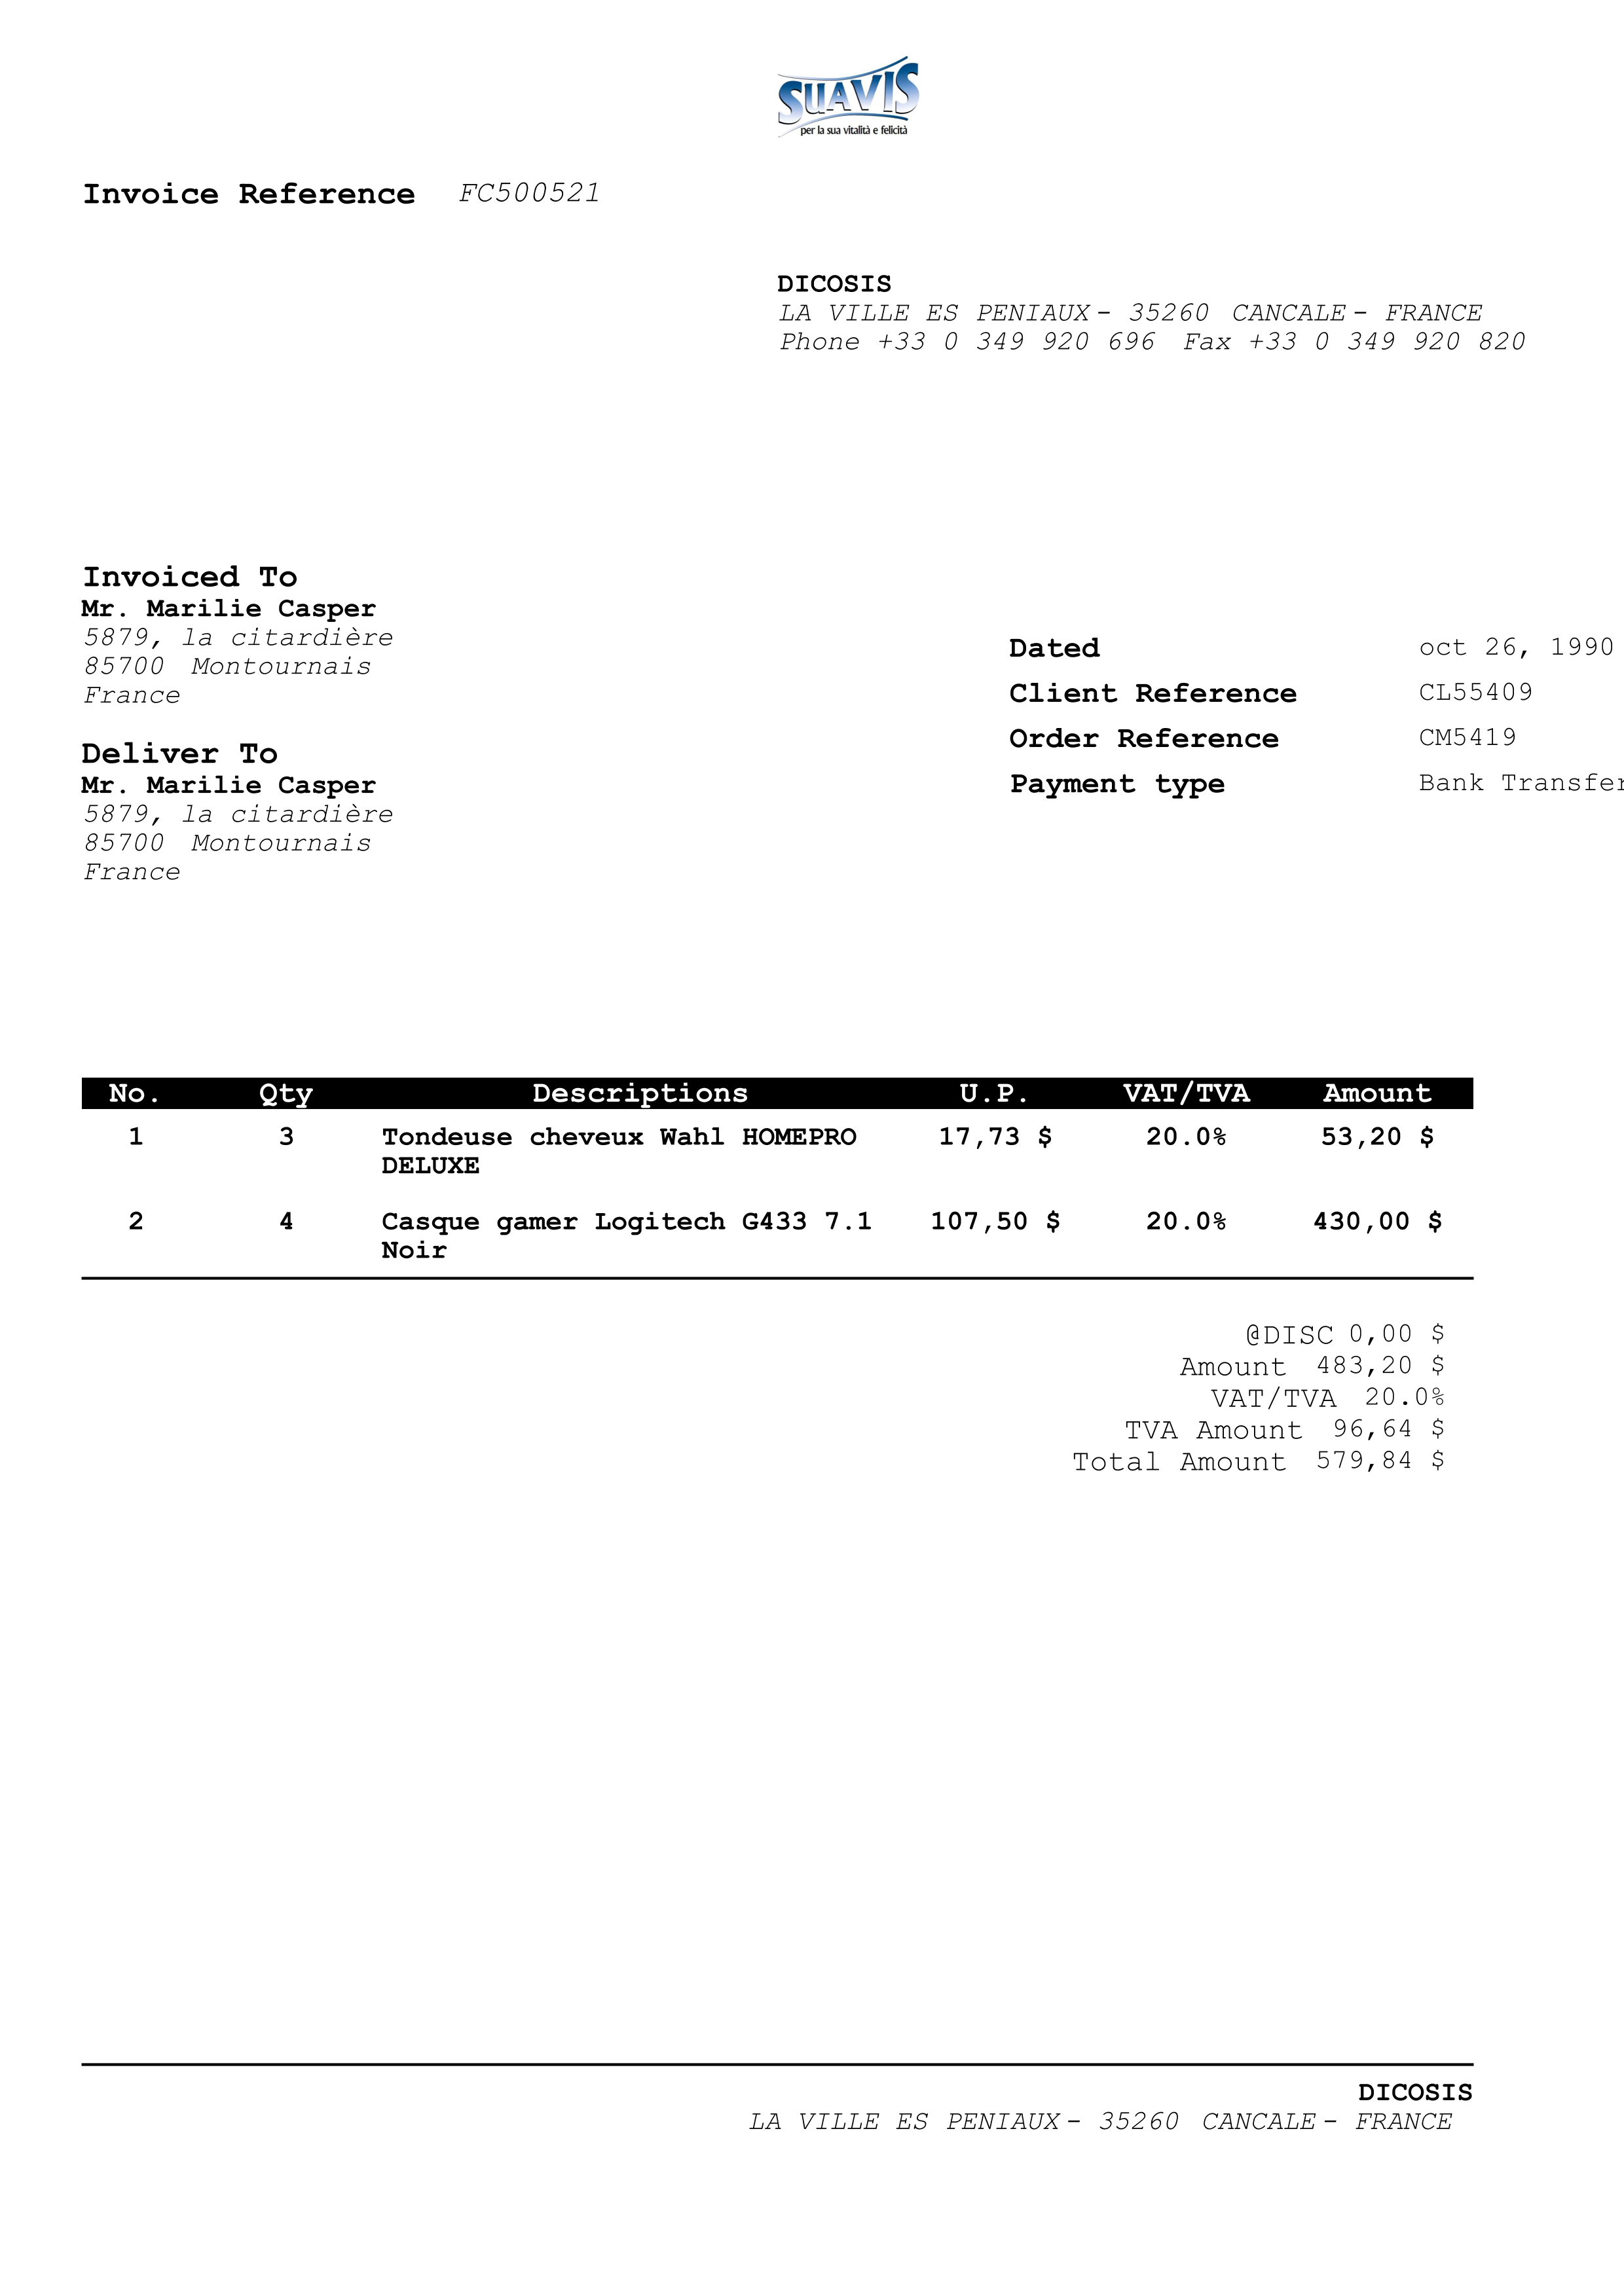 SUAVIS
per la sua vitalità e felicità
Invoice Reference FC500521
DICOSIS
LA VILLE ES PENIAUX - 35260 CANCALE - FRANCE
Phone +33 0 349 920 696 Fax +33 0 349 920 820
Invoiced To
Mr. Marilie Casper
5879, la citardière
85700 Montournais
France
Dated oct 26, 1990
Client Reference CL55409
Order Reference CM5419
Payment type Bank Transfer
Deliver To
Mr. Marilie Casper
5879, la citardière
85700 Montournais
France
No. Qty Descriptions U.P. VAT/TVA Amount
1 3 Tondeuse cheveux Wahl HOMEPRO 17,73 $ 20.0% 53,20 $
DELUXE
2 4 Casque gamer Logitech G433 7.1 107,50 $ 20.0% 430,00 $
Noir
@DISC 0,00 $
Amount 483,20 $
VAT/TVA 20.0%
TVA Amount 96,64 $
Total Amount 579,84 $
DICOSIS
LA VILLE ES PENIAUX - 35260 CANCALE - FRANCE